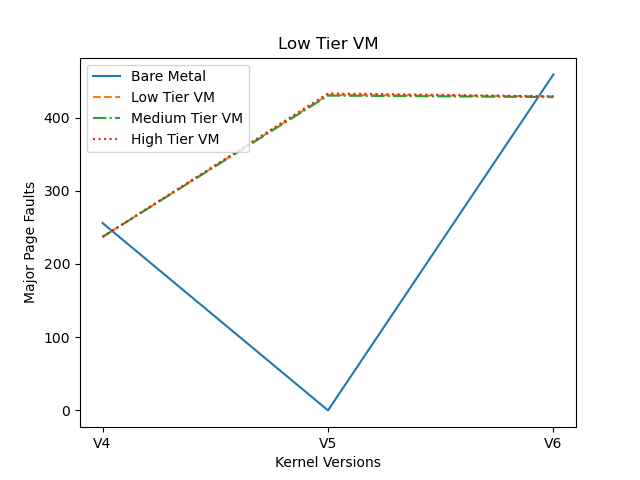 Low Tier VM
Bare Metal
Low Tier VM
Medium Tier VM
High Tier VM
Major Page Faults
400
300
200
100
0
V4 V5 V6
Kernel Versions